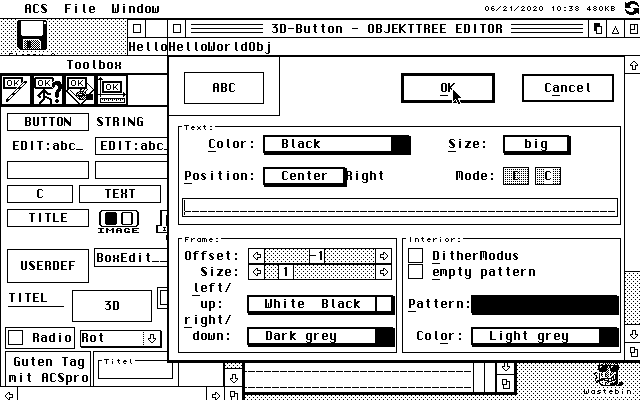 ACS File Window 06/21/2020 10:38 480KB
3D-Button - OBJEKTTREE EDITOR
HelloHelloWorldObj
Toolbox
OK OK OK OK
ABC OK Cancel
BUTTON STRING
Text:
EDIT:abc_ EDIT:abc_
Color: Black Size: big
Position: Center Right Mode: C C
C TEXT
TITLE
IMAGE
Frame: Interior:
Offset: -1 DitherModus
USERDEF BoxEdit_
Size: 1 empty pattern
left/
up: White Black Pattern:
TITEL 3D
right/
down: Dark grey Color: Light grey
Radio Rot
Guten Tag
mit ACSpro
Titel
Wastebin